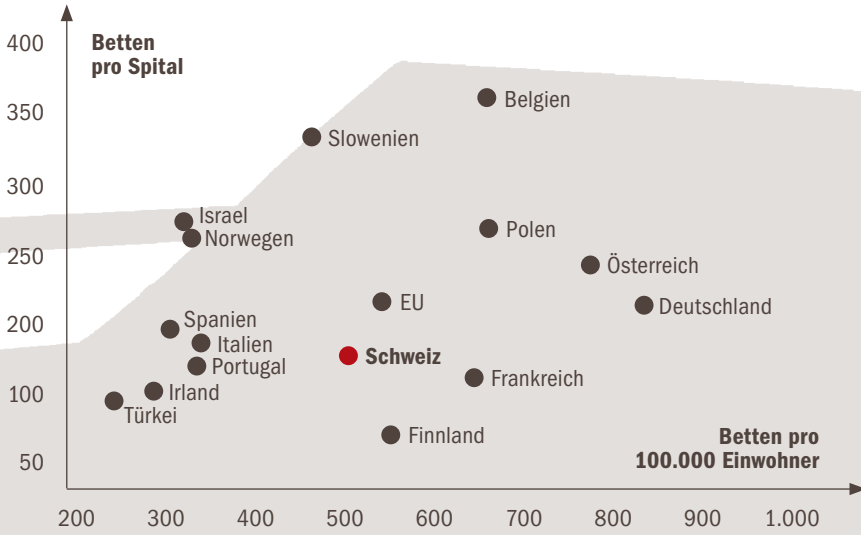 400
Betten
pro Spital
350
Belgien
Slowenien
300
Israel
Norwegen
Polen
250
Österreich
EU
Deutschland
200
Spanien
Italien
Schweiz
Portugal
Frankreich
100
Irland
Türkei
Finnland
Betten pro
100.000 Einwohner
50
200 300 400 500 600 700 800 900 1.000